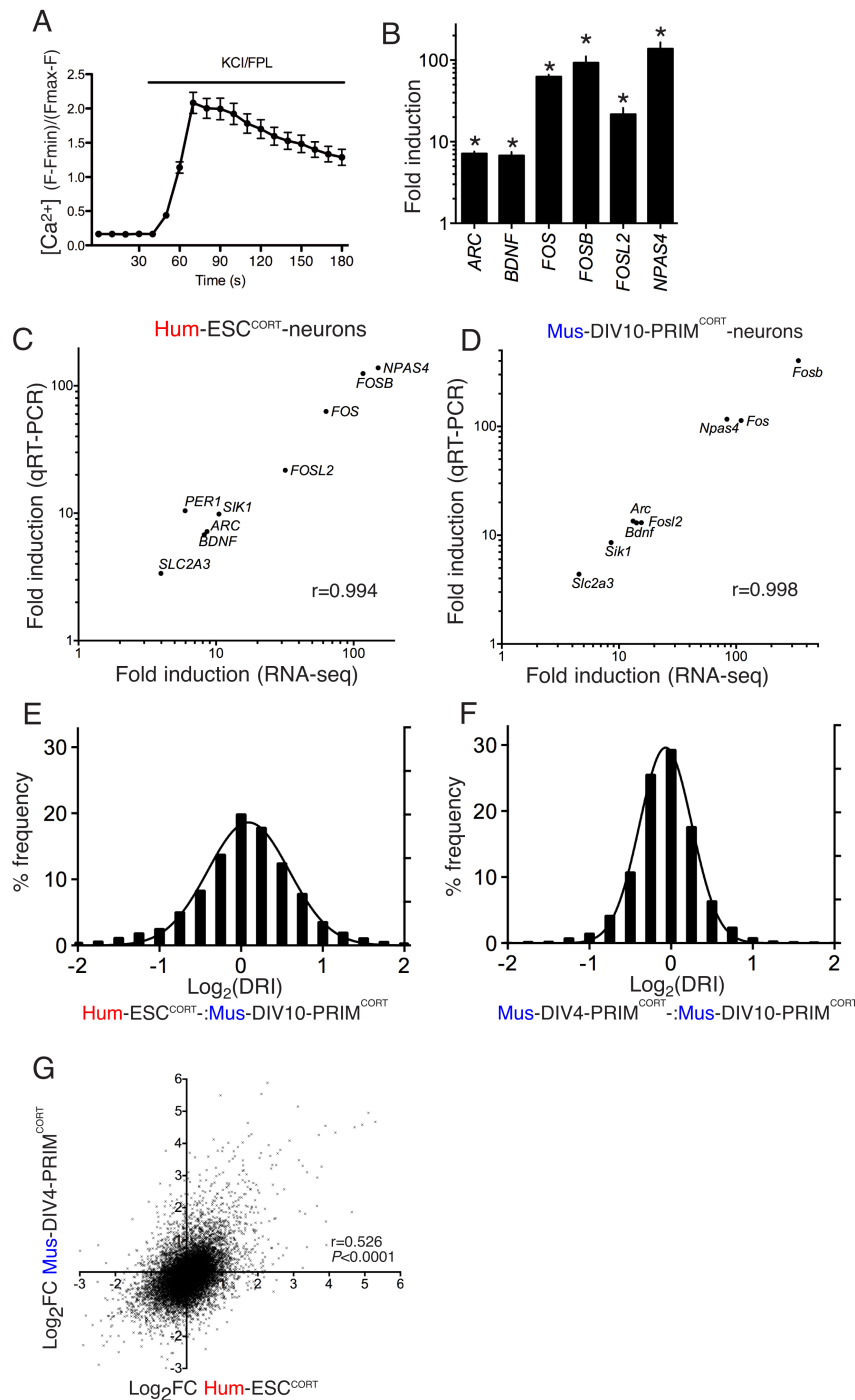 A
KCl/FPL
[Ca2+] (F-Fmin)/(Fmax-F)
2.5
2.0
1.5
1.0
0.5
0.0
0 30 60 90 120 150 180
Time (s)
B
*
*
*
*
*
*
Fold induction
100
10
1
ARC
BDNF
FOS
FOSB
FOSL2
NPAS4
C
Hum-ESCCORT-neurons
Fold induction (qRT-PCR)
100
10
1
NPAS4
FOSB
FOS
FOSL2
PER1
SIK1
ARC
BDNF
SLC2A3
r=0.994
1 10 100
Fold induction (RNA-seq)
D
Mus-DIV10-PRIMCORT-neurons
Fold induction (qRT-PCR)
100
10
1
Fosb
Npas4
Fos
Arc
Fosl2
Bdnf
Sik1
Slc2a3
r=0.998
1 10 100
Fold induction (RNA-seq)
E
% frequency
30
20
10
0
-2 -1 0 1 2
Log2(DRI)
Hum-ESCCORT-:Mus-DIV10-PRIMCORT
F
% frequency
30
20
10
0
-2 -1 0 1 2
Log2(DRI)
Mus-DIV4-PRIMCORT-:Mus-DIV10-PRIMCORT
G
Log2FC Mus-DIV4-PRIMCORT
6
5
4
3
2
1
-1
-2
-3
r=0.526
P<0.0001
-3 -2 -1 1 2 3 4 5 6
Log2FC Hum-ESCCORT